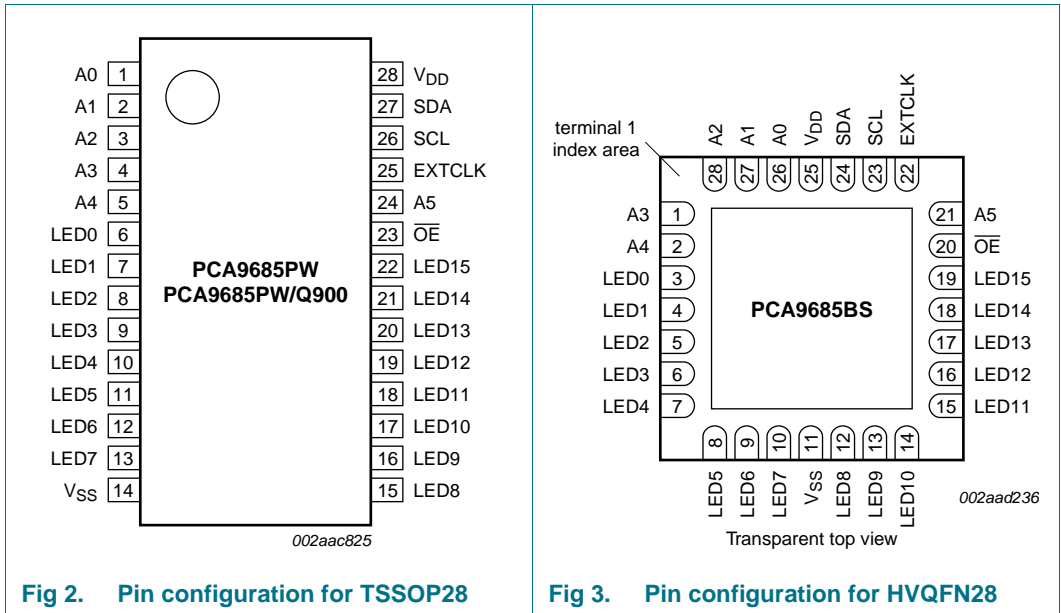 A0 1
A1 2
A2 3
A3 4
A4 5
LED0 6
LED1 7
LED2 8
LED3 9
LED4 10
LED5 11
LED6 12
LED7 13
VSS 14
PCA9685PW
PCA9685PW/Q900
28 VDD
27 SDA
26 SCL
25 EXTCLK
24 A5
23 OE
22 LED15
21 LED14
20 LED13
19 LED12
18 LED11
17 LED10
16 LED9
15 LED8
002aac825
Fig 2. Pin configuration for TSSOP28
terminal 1
index area
A2 28
A1 27
A0 26
VDD 25
SDA 24
SCL 23
EXTCLK 22
A3 1
A4 2
LED0 3
LED1 4
LED2 5
LED3 6
LED4 7
PCA9685BS
21 A5
20 OE
19 LED15
18 LED14
17 LED13
16 LED12
15 LED11
LED5 8
LED6 9
LED7 10
VSS 11
LED8 12
LED9 13
LED10 14
002aad236
Transparent top view
Fig 3. Pin configuration for HVQFN28